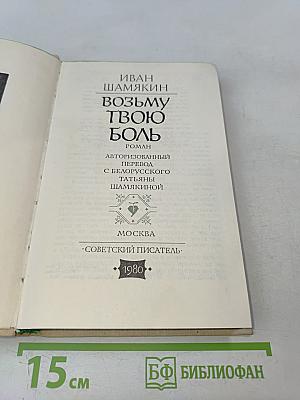 ИВАН
ШАМЯКИН
ВОЗЬМУ
ТВОЮ
БОЛЬ
РОМАН
АВТОРИЗОВАННЫЙ
ПЕРЕВОД
С БЕЛОРУССКОГО
ТАТЬЯНЫ
ШАМЯКИНОЙ
МОСКВА
·СОВЕТСКИЙ ПИСАТЕЛЬ·
1980
15 см
БФ БИБЛИОФАН